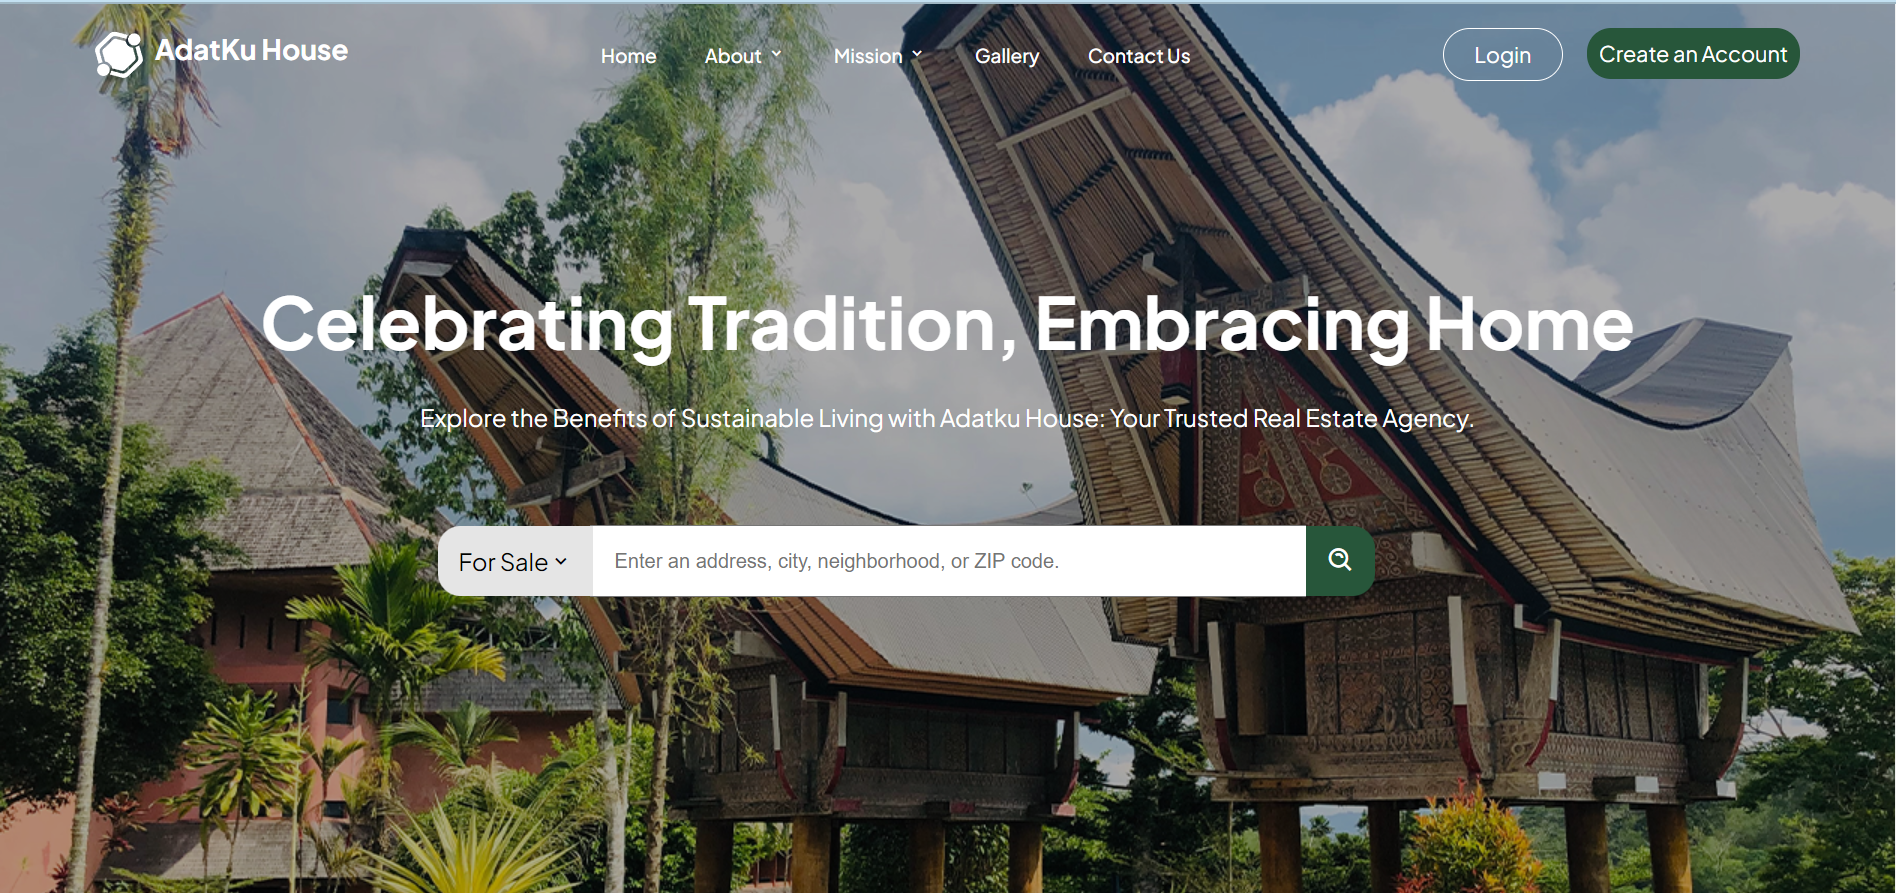 AdatKu House
Home
About
Mission
Gallery
Contact Us
Login
Create an Account
Celebrating Tradition, Embracing Home
Explore the Benefits of Sustainable Living with Adatku House: Your Trusted Real Estate Agency.
For Sale
Enter an address, city, neighborhood, or ZIP code.